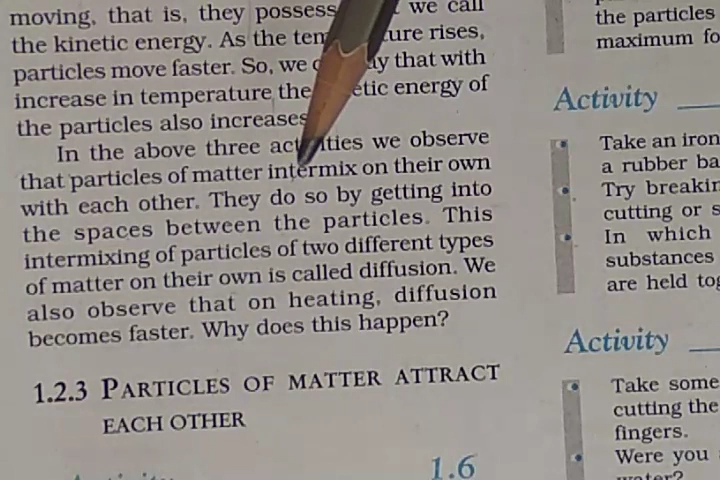 moving, that is, they possess we call
the kinetic energy. As the tem ture rises,
particles move faster. So, we ay that with
increase in temperature the etic energy of
the particles also increases
In the above three act ities we observe
that particles of matter intermix on their own
with each other. They do so by getting into
the spaces between the particles. This
intermixing of particles of two different types
of matter on their own is called diffusion. We
also observe that on heating, diffusion
becomes faster. Why does this happen?
1.2.3 PARTICLES OF MATTER ATTRACT
EACH OTHER
1.6
the particles
maximum fo
Activity
Take an iron
a rubber ba
Try breakin
cutting or s
In which
substances
are held tog
Activity
Take some
cutting the
fingers.
Were you
water?